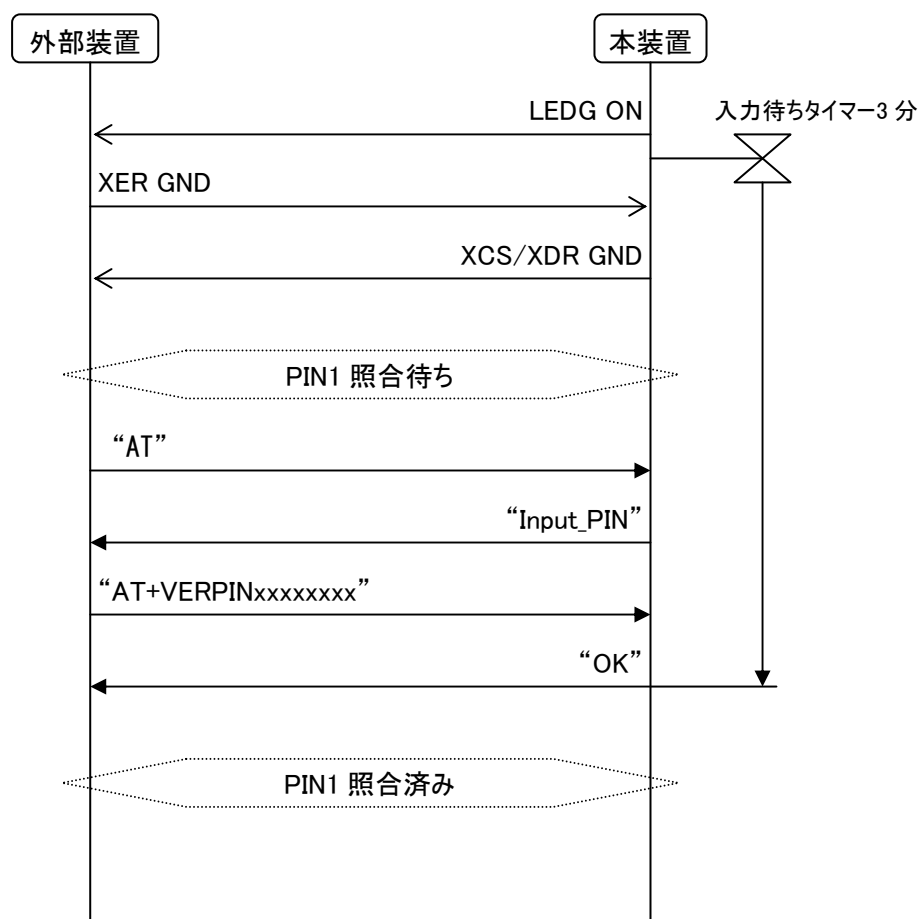 外部装置
本装置
LEDG ON
入力待ちタイマー3 分
XER GND
XCS/XDR GND
PIN1 照合待ち
“AT”
“Input_PIN”
“AT+VERPINxxxxxxxx”
“OK”
PIN1 照合済み